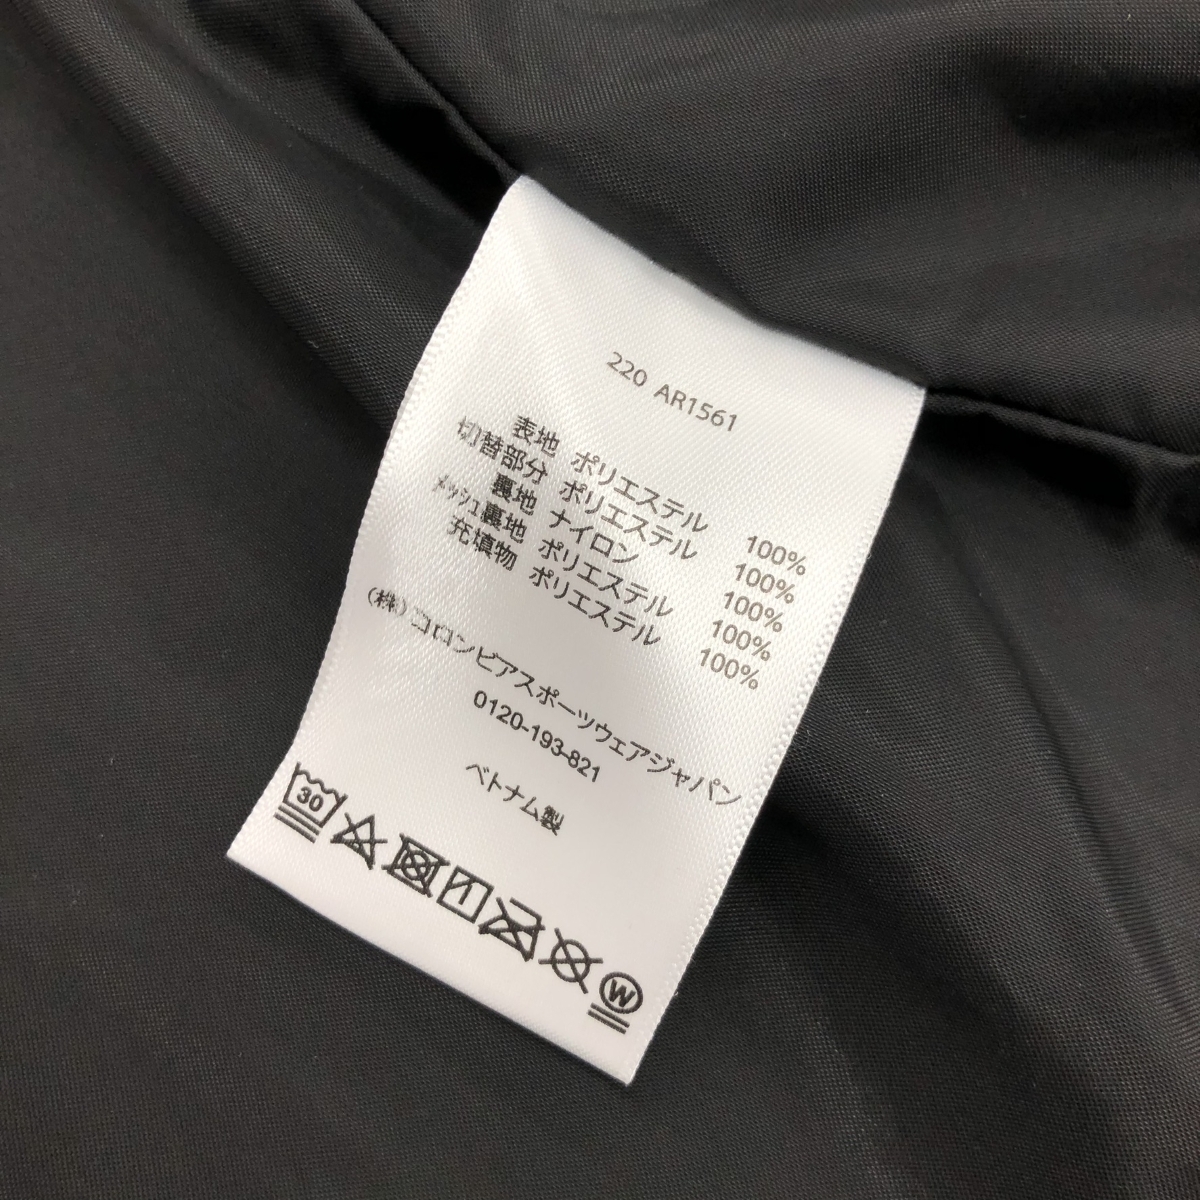 220 AR1561
表地 ポリエステル 100%
切替部分 ポリエステル 100%
裏地 ナイロン 100%
メッシュ裏地 ポリエステル 100%
充填物 ポリエステル 100%
(株)コロンビアスポーツウェアジャパン
0120-193-821
ベトナム製
30
W